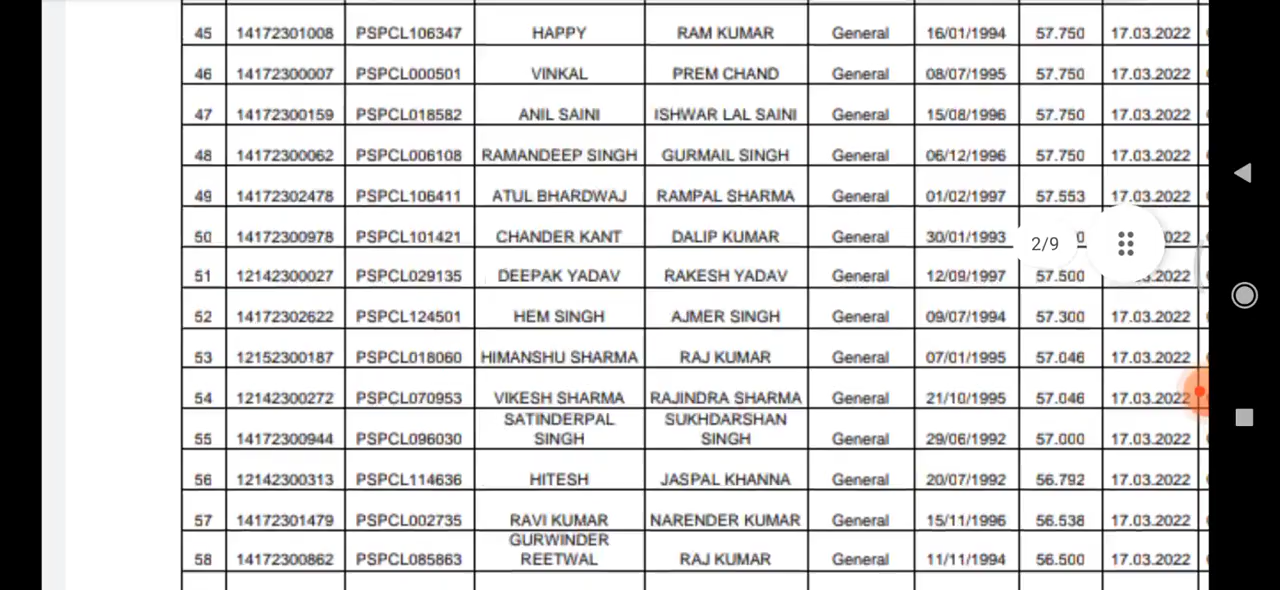 45 14172301008 PSPCL106347 HAPPY RAM KUMAR General 16/01/1994 57.750 17.03.2022
46 14172300007 PSPCL000501 VINKAL PREM CHAND General 08/07/1995 57.750 17.03.2022
47 14172300159 PSPCL018582 ANIL SAINI ISHWAR LAL SAINI General 15/08/1996 57.750 17.03.2022
48 14172300062 PSPCL006108 RAMANDEEP SINGH GURMAIL SINGH General 06/12/1996 57.750 17.03.2022
49 14172302478 PSPCL106411 ATUL BHARDWAJ RAMPAL SHARMA General 01/02/1997 57.553 17.03.2022
50 14172300978 PSPCL101421 CHANDER KANT DALIP KUMAR General 30/01/1993 2/9 022
51 12142300027 PSPCL029135 DEEPAK YADAV RAKESH YADAV General 12/09/1997 57.500 .2022
52 14172302622 PSPCL124501 HEM SINGH AJMER SINGH General 09/07/1994 57.300 17.03.2022
53 12152300187 PSPCL018060 HIMANSHU SHARMA RAJ KUMAR General 07/01/1995 57.046 17.03.2022
54 12142300272 PSPCL070953 VIKESH SHARMA RAJINDRA SHARMA General 21/10/1995 57.046 17.03.2022
SATINDERPAL SUKHDARSHAN
55 14172300944 PSPCL096030 SINGH SINGH General 29/06/1992 57.000 17.03.2022
56 12142300313 PSPCL114636 HITESH JASPAL KHANNA General 20/07/1992 56.792 17.03.2022
57 14172301479 PSPCL002735 RAVI KUMAR NARENDER KUMAR General 15/11/1996 56.538 17.03.2022
GURWINDER
58 14172300862 PSPCL085863 REETWAL RAJ KUMAR General 11/11/1994 56.500 17.03.2022